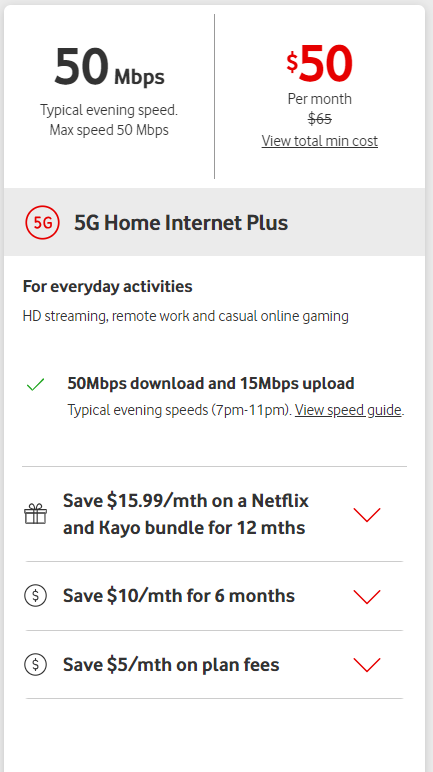 50 Mbps
Typical evening speed.
Max speed 50 Mbps
$50
Per month
$65
View total min cost
5G
5G Home Internet Plus
For everyday activities
HD streaming, remote work and casual online gaming
50Mbps download and 15Mbps upload
Typical evening speeds (7pm-11pm). View speed guide.
Save $15.99/mth on a Netflix
and Kayo bundle for 12 mths
$
Save $10/mth for 6 months
$
Save $5/mth on plan fees